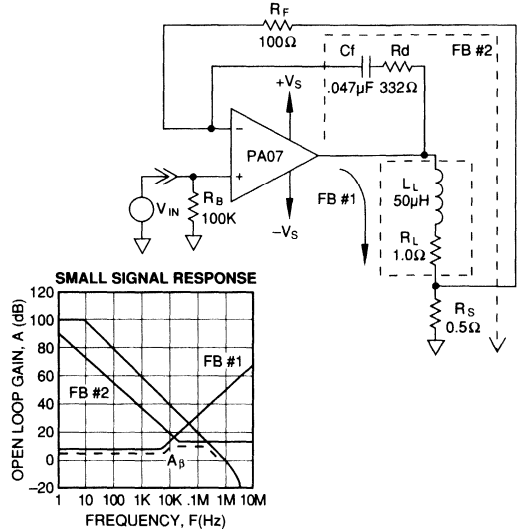 RF
100Ω
Cf
Rd
FB #2
.047μF
332Ω
+VS
−
PA07
+
VIN
RB
100K
−VS
FB #1
LL
50μH
RL
1.0Ω
RS
0.5Ω
SMALL SIGNAL RESPONSE
OPEN LOOP GAIN, A (dB)
120
100
80
60
40
20
0
−20
FB #1
FB #2
Aβ
1 10 100 1K 10K .1M 1M 10M
FREQUENCY, F(Hz)